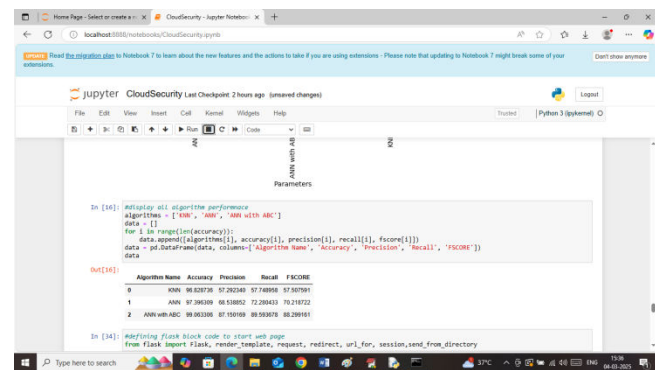 Home Page - Select or create a n
CloudSecurity - Jupyter Notebook
localhost:8888/notebooks/CloudSecurity.ipynb
UPDATE Read the migration plan to Notebook 7 to learn about the new features and the actions to take if you are using extensions - Please note that updating to Notebook 7 might break some of your extensions.
Don't show anymore
jupyter CloudSecurity Last Checkpoint: 2 hours ago (unsaved changes)
Logout
File Edit View Insert Cell Kernel Widgets Help
Trusted Python 3 (ipykernel)
Run Code
AN
ANN with AB
KN
Parameters
In [16]: #display all algorithm performnace
algorithms = ['KNN', 'ANN', 'ANN with ABC']
data = []
for i in range(len(accuracy)):
data.append([algorithms[i], accuracy[i], precision[i], recall[i], fscore[i]])
data = pd.DataFrame(data, columns=['Algorithm Name', 'Accuracy', 'Precision', 'Recall', 'FSCORE'])
data
Out[16]:
Algorithm Name Accuracy Precision Recall FSCORE
0 KNN 96.828736 57.292340 57.748958 57.507591
1 ANN 97.396309 68.538852 72.280433 70.218722
2 ANN with ABC 99.063306 87.150169 89.593678 88.299161
In [34]: #defining flask block code to start web page
from flask import Flask, render_template, request, redirect, url_for, session,send_from_directory
Type here to search
37°C
ENG
15:36
04-03-2025